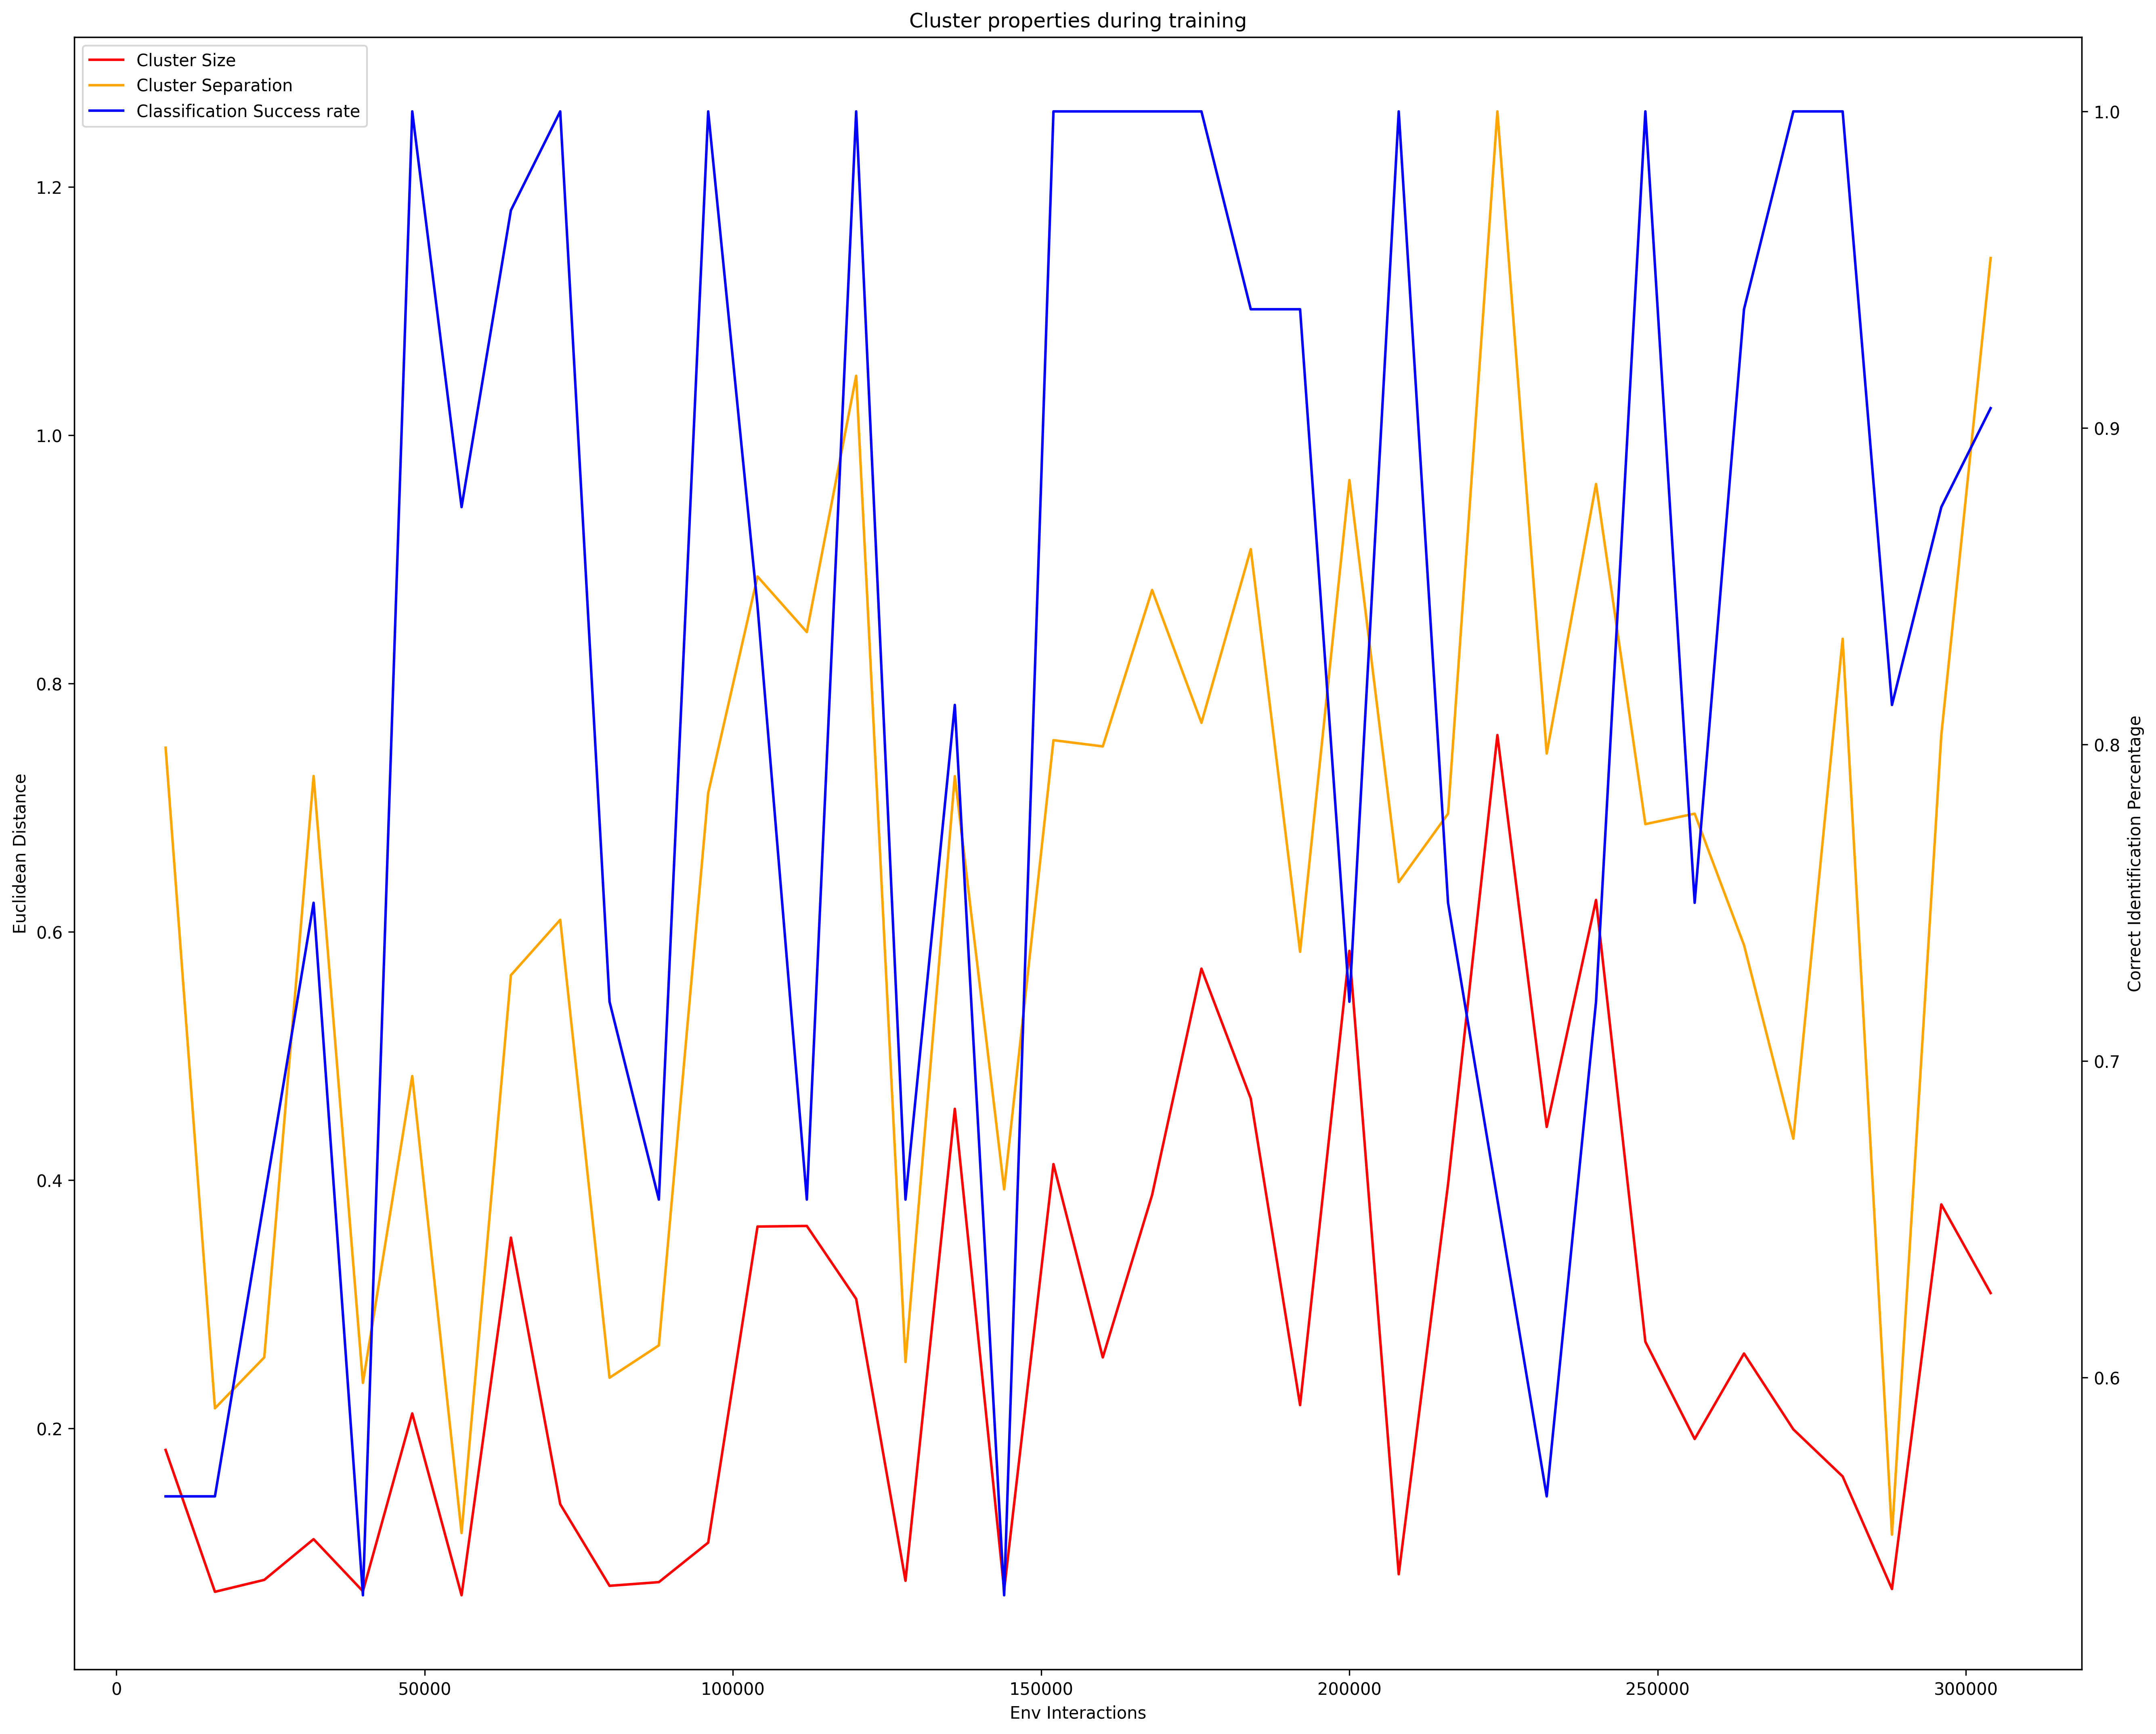 Cluster properties during training
Cluster Size
Cluster Separation
Classification Success rate
1.2
1.0
0.8
0.6
0.4
0.2
Euclidean Distance
1.0
0.9
0.8
0.7
0.6
Correct Identification Percentage
0 50000 100000 150000 200000 250000 300000
Env Interactions